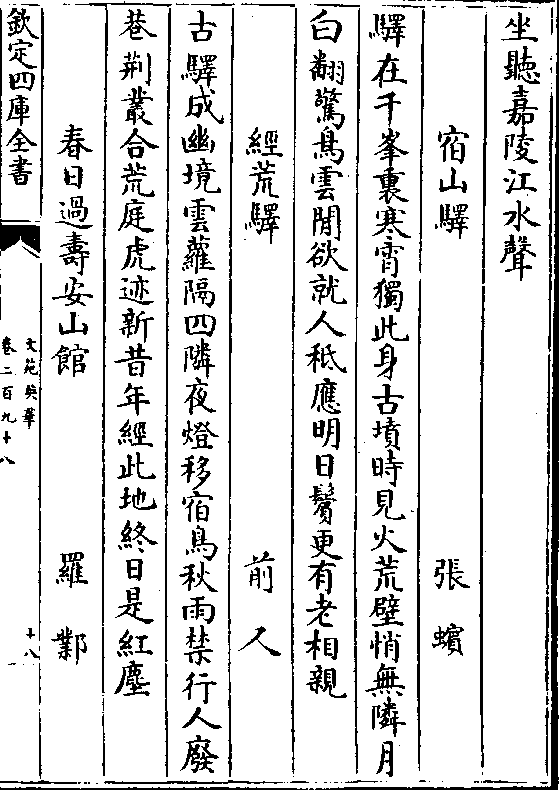 坐聽嘉陵江水聲
宿山驛　張蠙
驛在千峯裏寒宵獨此身古墳時見火荒壁悄無隣月
白翻驚鳥雲閒欲就人秪應明日鬢更有老相親
經荒驛　前人
古驛成幽境雲蘿隔四隣夜燈移宿鳥秋雨禁行人廢
巷荆叢合荒庭虎迹新昔年經此地終日是紅塵
春日過壽安山館　羅鄴
欽定四庫全書
文苑英華
卷二百九十八
十八